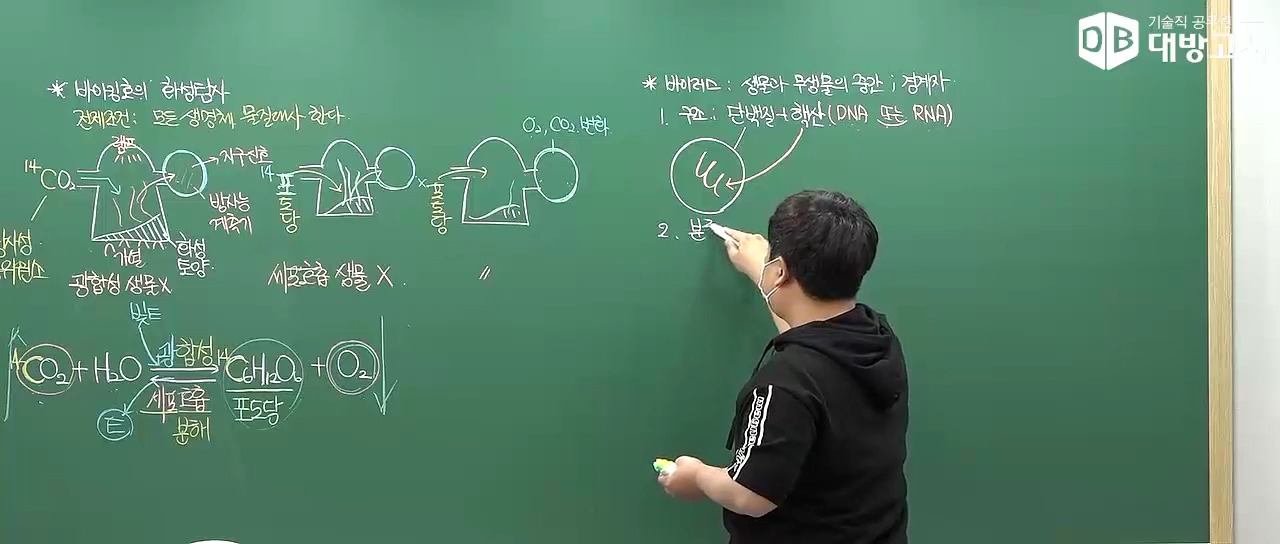 기술직 공무원
DB 대방고시
* 바이킹호의 화성탐사
전제조건: 모든 생명체 물질대사 한다.
램프
¹⁴CO₂
지구신호
방사능
계측기
가열
화성
토양
광합성 생물 X
¹⁴포도당
세포호흡 생물 X
포도당
O₂, CO₂ 변화
〃
빛E
¹⁴CO₂ + H₂O 광합성 ¹⁴C₆H₁₂O₆ + O₂
세포호흡
분해
포도당
E
* 바이러스 : 생물과 무생물의 중간 ; 경계자
1. 구조 ; 단백질 + 핵산 (DNA 또는 RNA)
2.